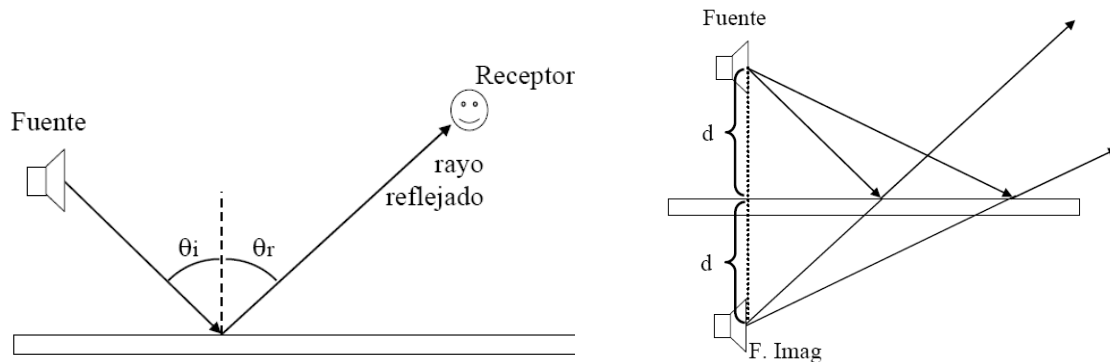 Receptor
Fuente
rayo
reflejado
θi
θr
Fuente
d
d
F. Imag